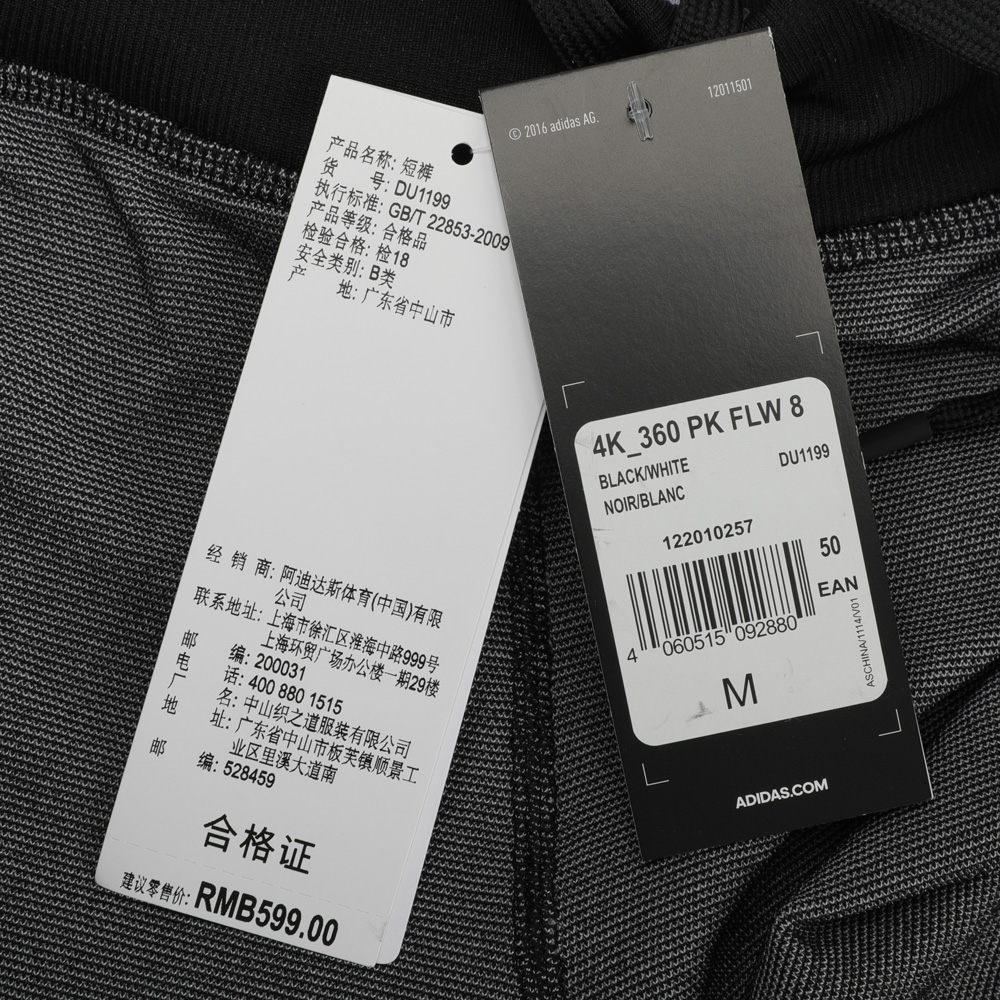 产品名称: 短裤
货 号: DU1199
执行标准: GB/T 22853-2009
产品等级: 合格品
检验合格: 检18
安全类别: B类
产 地: 广东省中山市
经 销 商: 阿迪达斯体育(中国)有限
公司
联系地址: 上海市徐汇区淮海中路999号
上海环贸广场办公楼一期29楼
邮 编: 200031
电 话: 400 880 1515
厂 名: 中山织之道服装有限公司
地 址: 广东省中山市板芙镇顺景工
业区里溪大道南
邮 编: 528459
合格证
建议零售价: RMB599.00
© 2016 adidas AG.
12011501
4K_360 PK FLW 8
BLACK/WHITE
DU1199
NOIR/BLANC
122010257
50
EAN
4 060515 092880
M
ASCHINA/1114/V01
ADIDAS.COM